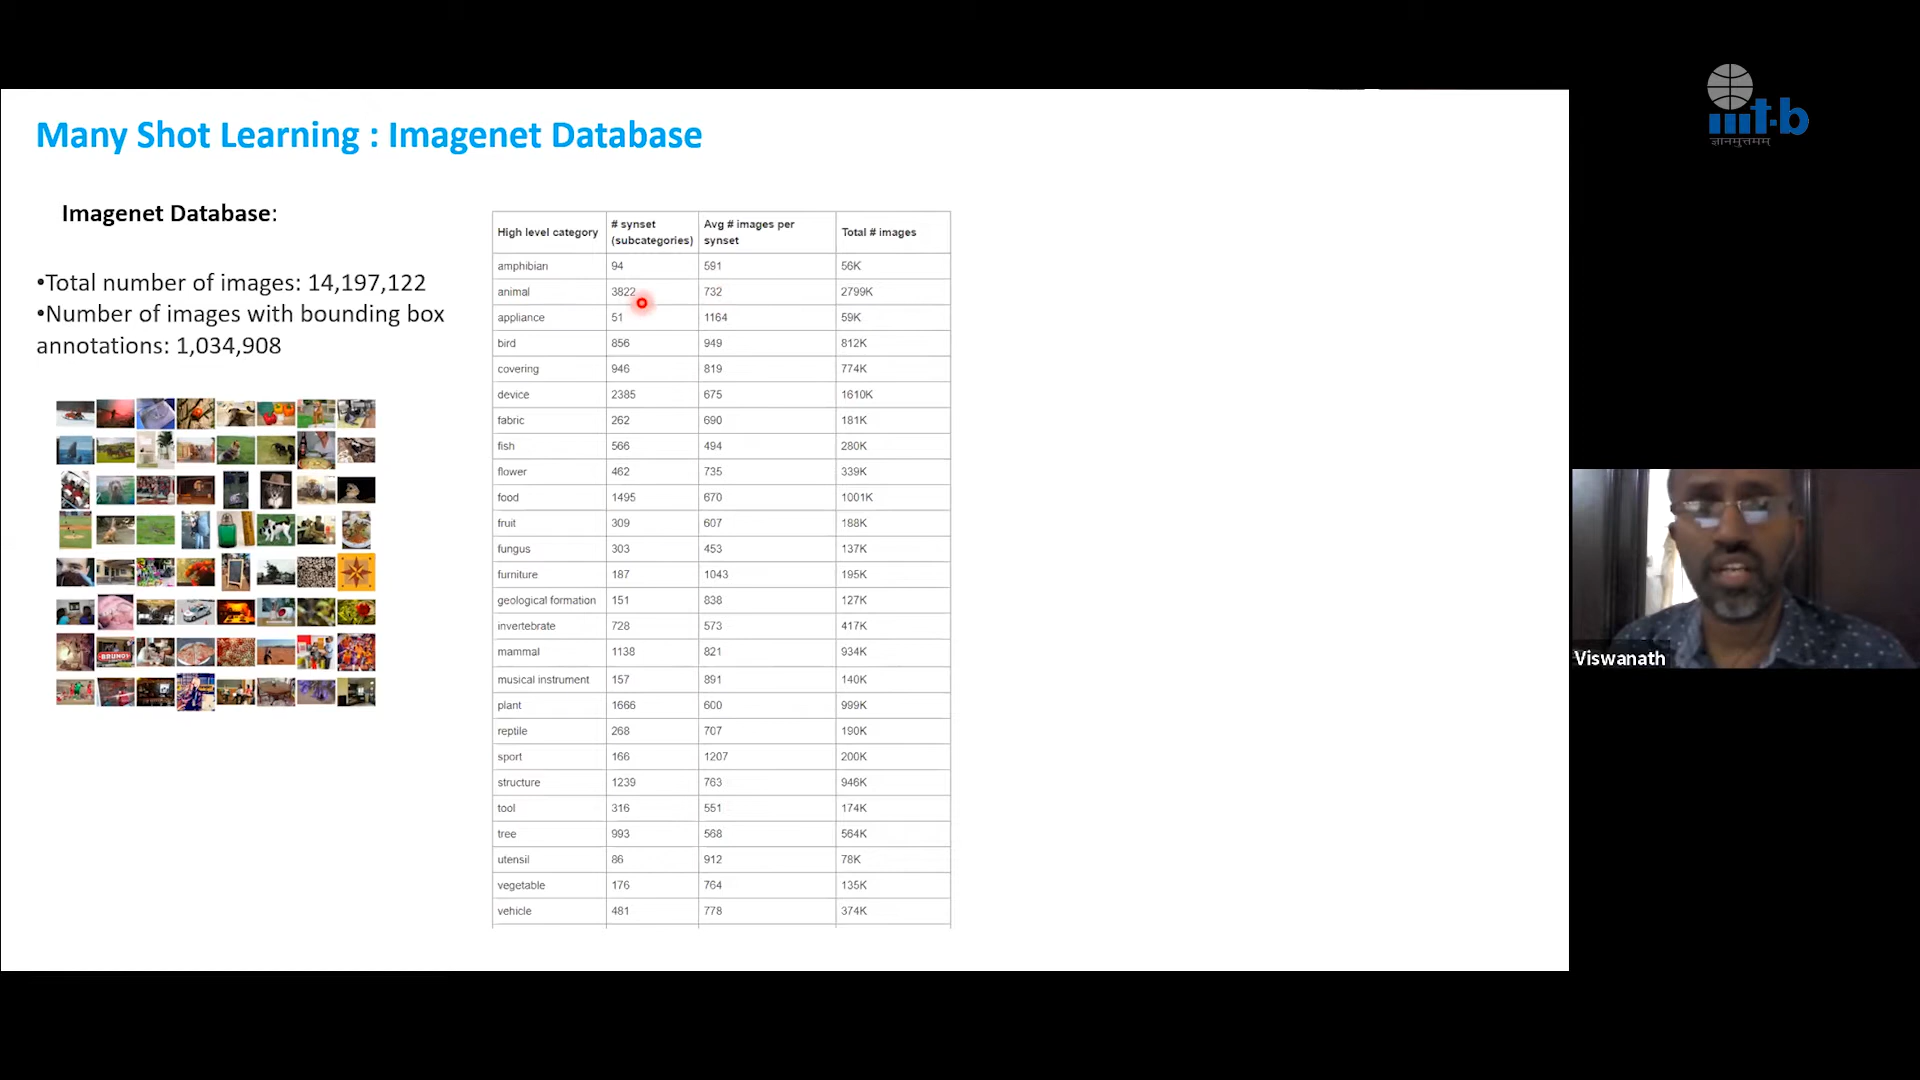 Many Shot Learning : Imagenet Database
Imagenet Database:
•Total number of images: 14,197,122
•Number of images with bounding box
annotations: 1,034,908
High level category # synset (subcategories) Avg # images per synset Total # images
amphibian 94 591 56K
animal 3822 732 2799K
appliance 51 1164 59K
bird 856 949 812K
covering 946 819 774K
device 2385 675 1610K
fabric 262 690 181K
fish 566 494 280K
flower 462 735 339K
food 1495 670 1001K
fruit 309 607 188K
fungus 303 453 137K
furniture 187 1043 195K
geological formation 151 838 127K
invertebrate 728 573 417K
mammal 1138 821 934K
musical instrument 157 891 140K
plant 1666 600 999K
reptile 268 707 190K
sport 166 1207 200K
structure 1239 763 946K
tool 316 551 174K
tree 993 568 564K
utensil 86 912 78K
vegetable 176 764 135K
vehicle 481 778 374K
iiit-b
ज्ञानमुत्तमम्
Viswanath